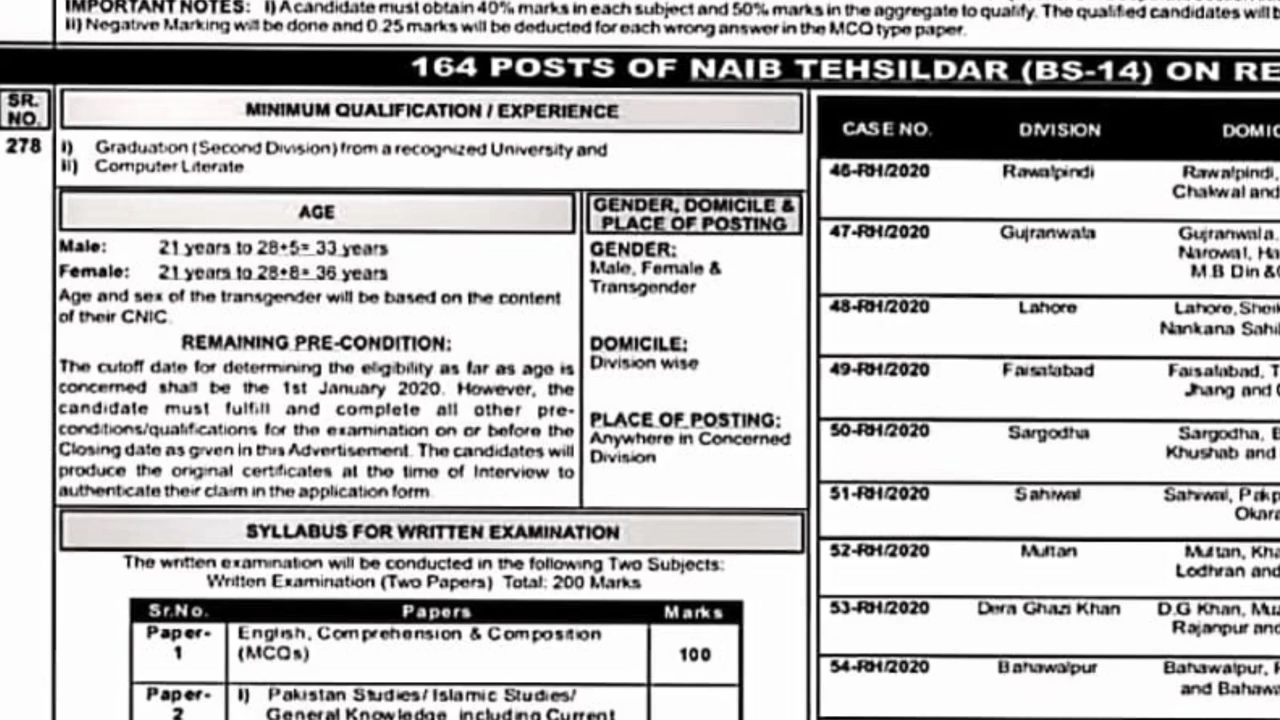 IMPORTANT NOTES: i) A candidate must obtain 40% marks in each subject and 50% marks in the aggregate to qualify. The qualified candidates will
ii) Negative Marking will be done and 0.25 marks will be deducted for each wrong answer in the MCQ type paper.
164 POSTS OF NAIB TEHSILDAR (BS-14) ON RE
SR. NO.
278
MINIMUM QUALIFICATION / EXPERIENCE
i) Graduation (Second Division) from a recognized University and
ii) Computer Literate
AGE
Male: 21 years to 28+5= 33 years
Female: 21 years to 28+8= 36 years
Age and sex of the transgender will be based on the content
of their CNIC.
REMAINING PRE-CONDITION:
The cutoff date for determining the eligibility as far as age is
concerned shall be the 1st January 2020. However, the
candidate must fulfill and complete all other pre-
conditions/qualifications for the examination on or before the
Closing date as given in this Advertisement. The candidates will
produce the original certificates at the time of Interview to
authenticate their claim in the application form.
GENDER, DOMICILE &
PLACE OF POSTING
GENDER:
Male, Female &
Transgender
DOMICILE:
Division wise
PLACE OF POSTING:
Anywhere in Concerned
Division
SYLLABUS FOR WRITTEN EXAMINATION
The written examination will be conducted in the following Two Subjects:
Written Examination (Two Papers) Total: 200 Marks
Sr.No. Papers Marks
Paper-1 English, Comprehension & Composition
(MCQs) 100
Paper-2 i) Pakistan Studies/ Islamic Studies/
General Knowledge, including Current
CASE NO. DIVISION DOMIC
46-RH/2020 Rawalpindi Rawalpindi,
Chakwal and
47-RH/2020 Gujranwala Gujranwala,
Narowal, Ha
M.B Din &
48-RH/2020 Lahore Lahore, Sheik
Nankana Sahi
49-RH/2020 Faisalabad Faisalabad, T
Jhang and
50-RH/2020 Sargodha Sargodha, B
Khushab and
51-RH/2020 Sahiwal Sahiwal, Pakp
Okara
52-RH/2020 Multan Multan, Kha
Lodhran and
53-RH/2020 Dera Ghazi Khan D.G Khan, Muz
Rajanpur and
54-RH/2020 Bahawalpur Bahawalpur, R
and Bahawa